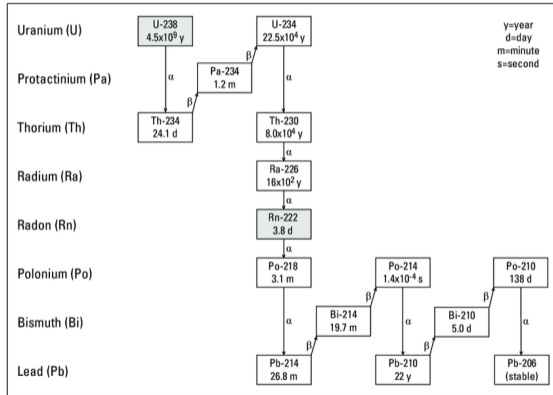 Uranium (U)
U-238
4.5x10⁹ y
U-234
22.5x10⁴ y
y=year
d=day
m=minute
s=second
β
Protactinium (Pa)
α
Pa-234
1.2 m
α
β
Thorium (Th)
Th-234
24.1 d
Th-230
8.0x10⁴ y
α
Radium (Ra)
Ra-226
16x10² y
α
Radon (Rn)
Rn-222
3.8 d
α
Polonium (Po)
Po-218
3.1 m
Po-214
1.4x10⁻⁴ s
Po-210
138 d
β
β
Bismuth (Bi)
α
Bi-214
19.7 m
α
Bi-210
5.0 d
α
β
β
Lead (Pb)
Pb-214
26.8 m
Pb-210
22 y
Pb-206
(stable)